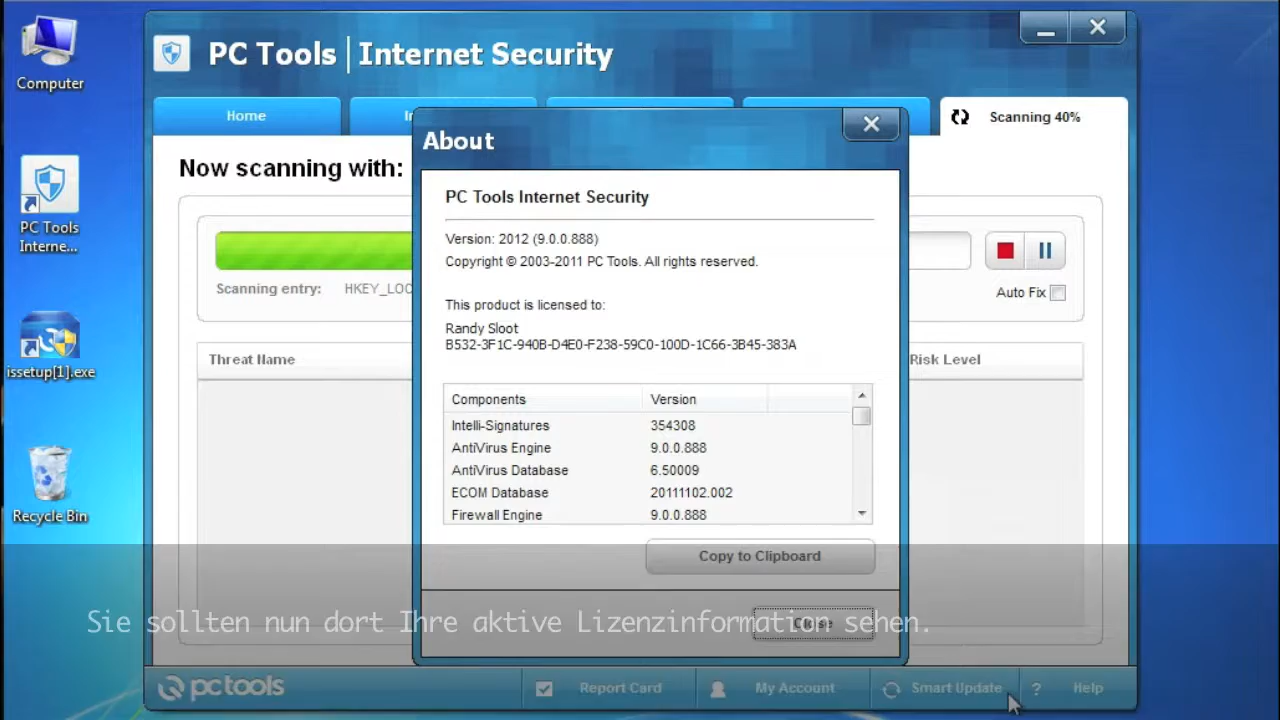 Computer
PC Tools
Interne...
issetup[1].exe
Recycle Bin
PC Tools Internet Security
Home
Scanning 40%
Now scanning with:
Scanning entry:
HKEY_LOC
Auto Fix
Threat Name
Risk Level
About
PC Tools Internet Security
Version: 2012 (9.0.0.888)
Copyright © 2003-2011 PC Tools. All rights reserved.
This product is licensed to:
Randy Sloot
B532-3F1C-940B-D4E0-F238-59C0-100D-1C66-3B45-383A
Components Version
Intelli-Signatures 354308
AntiVirus Engine 9.0.0.888
AntiVirus Database 6.50009
ECOM Database 20111102.002
Firewall Engine 9.0.0.888
Copy to Clipboard
Close
Sie sollten nun dort Ihre aktive Lizenzinformation sehen.
pctools
Report Card
My Account
Smart Update
? Help